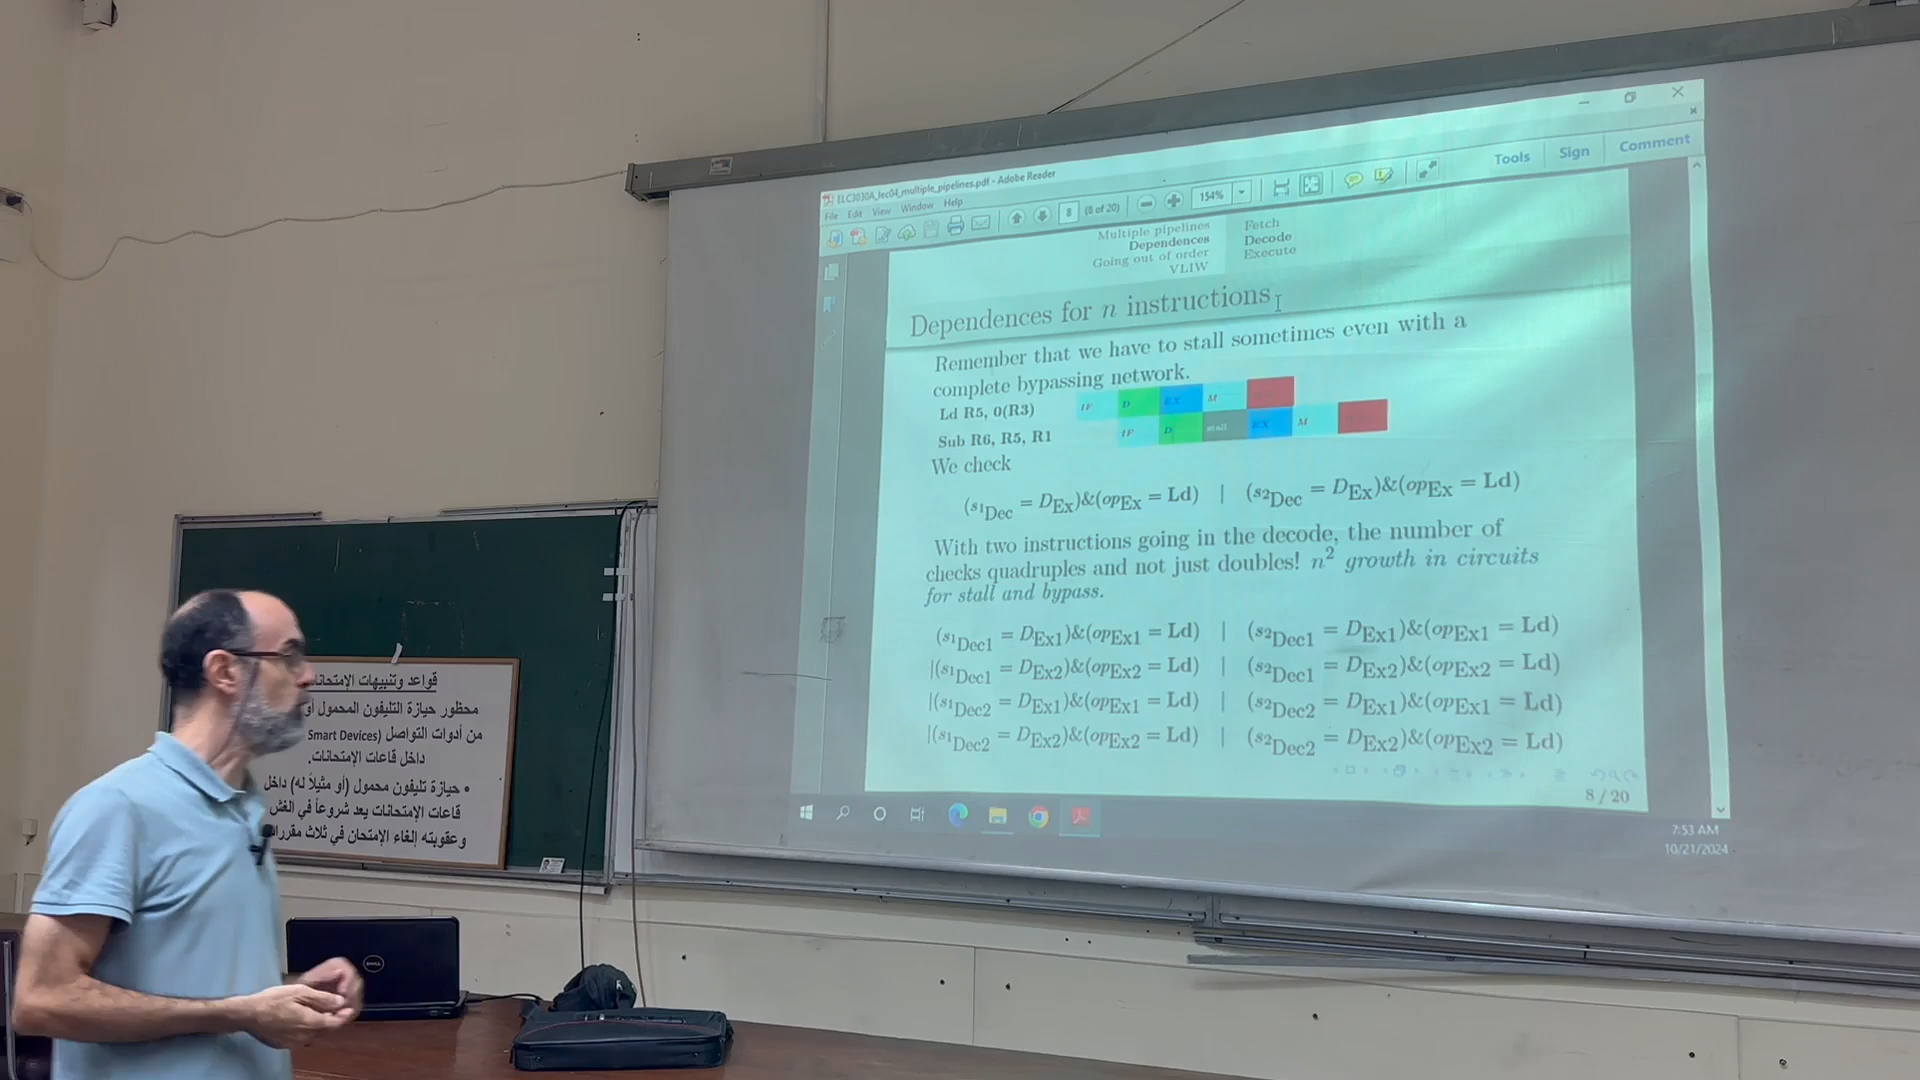 ELC3030A_lec04_multiple_pipelines.pdf - Adobe Reader
File Edit View Window Help
8 (8 of 20) 154%
Tools Sign Comment
Multiple pipelines
Dependences
Going out of order
VLIW
Fetch
Decode
Execute
Dependences for n instructions
Remember that we have to stall sometimes even with a
complete bypassing network.
Ld R5, 0(R3)
IF D EX M
Sub R6, R5, R1
IF D stall EX M
We check
(s1Dec = DEx)&(opEx = Ld) | (s2Dec = DEx)&(opEx = Ld)
With two instructions going in the decode, the number of
checks quadruples and not just doubles! n² growth in circuits
for stall and bypass.
(s1Dec1 = DEx1)&(opEx1 = Ld) | (s2Dec1 = DEx1)&(opEx1 = Ld)
|(s1Dec1 = DEx2)&(opEx2 = Ld) | (s2Dec1 = DEx2)&(opEx2 = Ld)
|(s1Dec2 = DEx1)&(opEx1 = Ld) | (s2Dec2 = DEx1)&(opEx1 = Ld)
|(s1Dec2 = DEx2)&(opEx2 = Ld) | (s2Dec2 = DEx2)&(opEx2 = Ld)
8 / 20
7:53 AM
10/21/2024
قواعد وتنبيهات الإمتحانات
محظور حيازة التليفون المحمول أو
من أدوات التواصل (Smart Devices)
داخل قاعات الإمتحانات.
• حيازة تليفون محمول (أو مثيلاً له) داخل
قاعات الإمتحانات يعد شروعاً في الغش
وعقوبته إلغاء الإمتحان في ثلاث
DELL